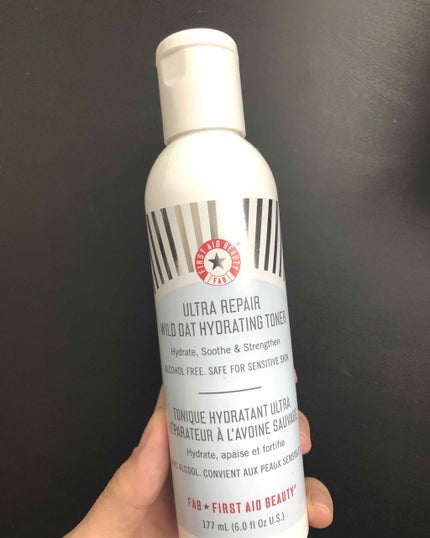 FIRST AID BEAUTY
FAB
ULTRA REPAIR
WILD OAT HYDRATING TONER
Hydrate, Soothe & Strengthen
ALCOHOL FREE. SAFE FOR SENSITIVE SKIN
TONIQUE HYDRATANT ULTRA
RÉPARATEUR À L'AVOINE SAUVAGE
Hydrate, apaise et fortifie
ALCOOL. CONVIENT AUX PEAUX SENSIBLES
FAB ★ FIRST AID BEAUTY®
177 mL (6.0 fl Oz U.S.)